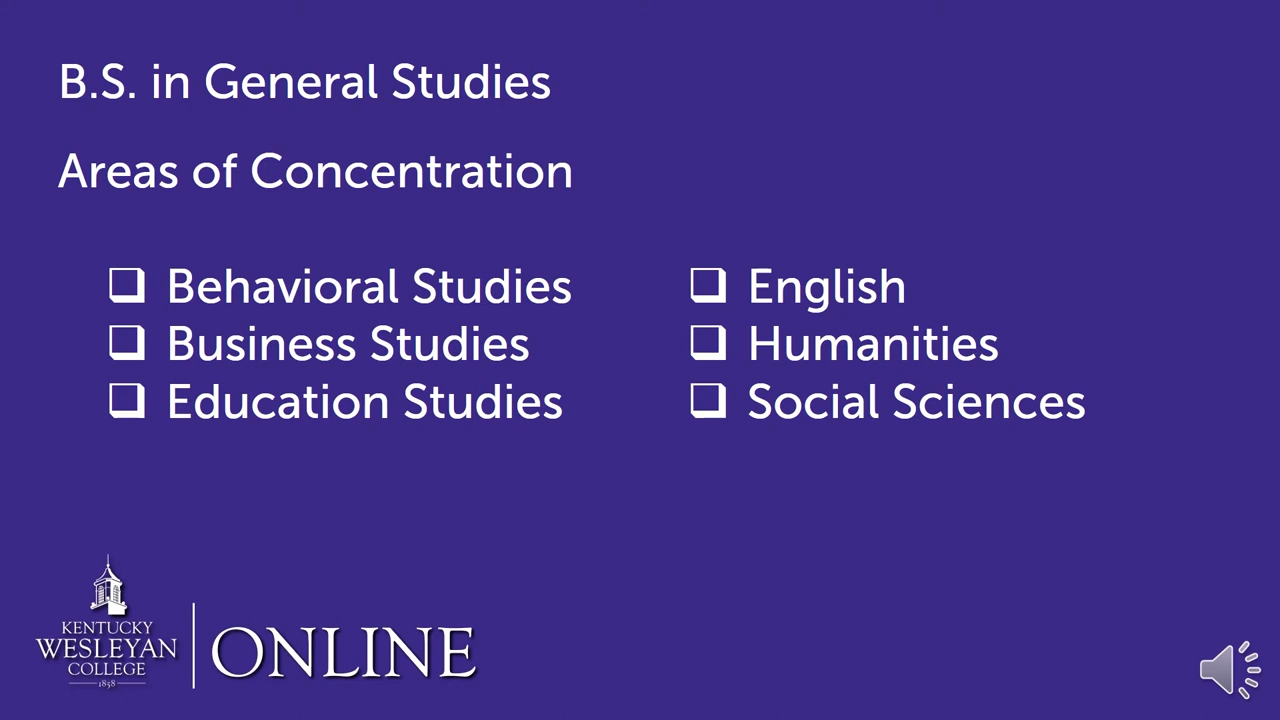 B.S. in General Studies
Areas of Concentration
❑ Behavioral Studies
❑ Business Studies
❑ Education Studies
❑ English
❑ Humanities
❑ Social Sciences
KENTUCKY
WESLEYAN
COLLEGE
1858
ONLINE